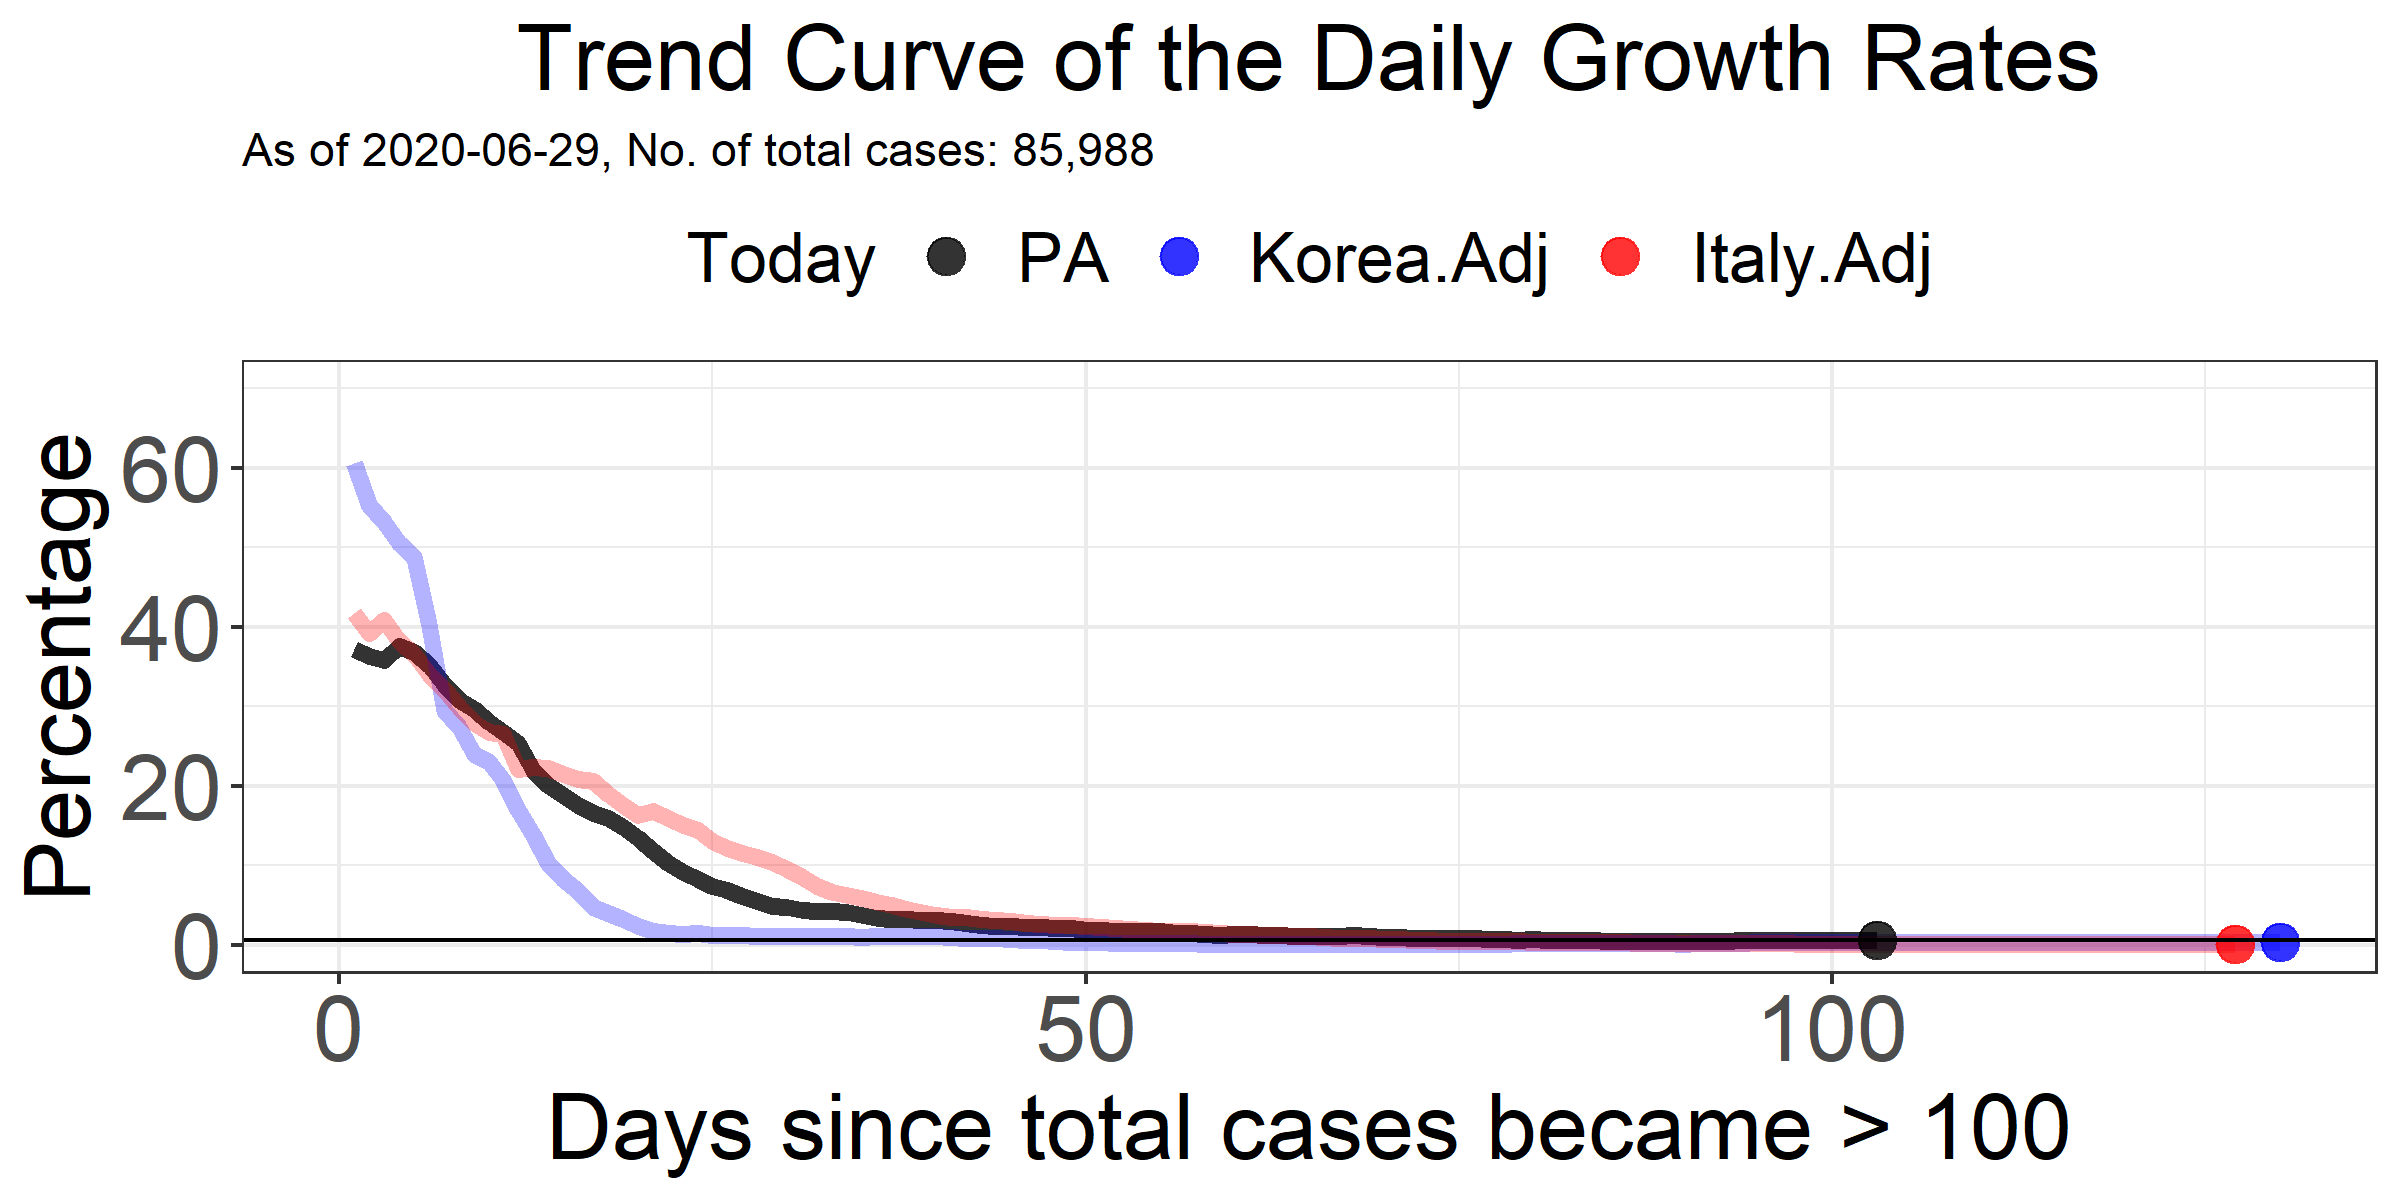 Trend Curve of the Daily Growth Rates
As of 2020-06-29, No. of total cases: 85,988
Today PA Korea.Adj Italy.Adj
Percentage
60
40
20
0
0 50 100
Days since total cases became > 100